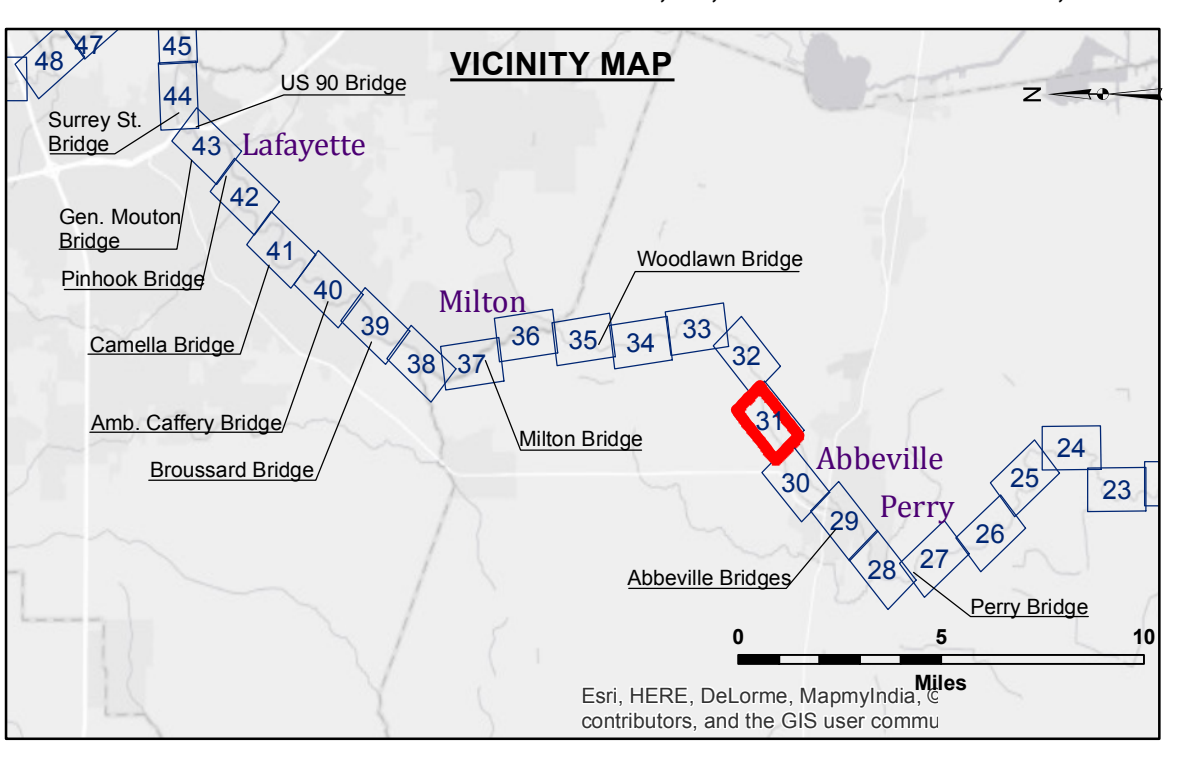 VICINITY MAP
48
47
45
44
US 90 Bridge
Surrey St.
Bridge
43
Lafayette
42
Gen. Mouton
Bridge
Pinhook Bridge
41
40
Camella Bridge
39
38
Amb. Caffery Bridge
Broussard Bridge
Milton
37
36
35
Woodlawn Bridge
34
33
32
31
Milton Bridge
30
Abbeville
29
Perry
28
27
26
25
24
23
Abbeville Bridges
Perry Bridge
N
0 5 10
Miles
Esri, HERE, DeLorme, MapmyIndia, ©
contributors, and the GIS user commu